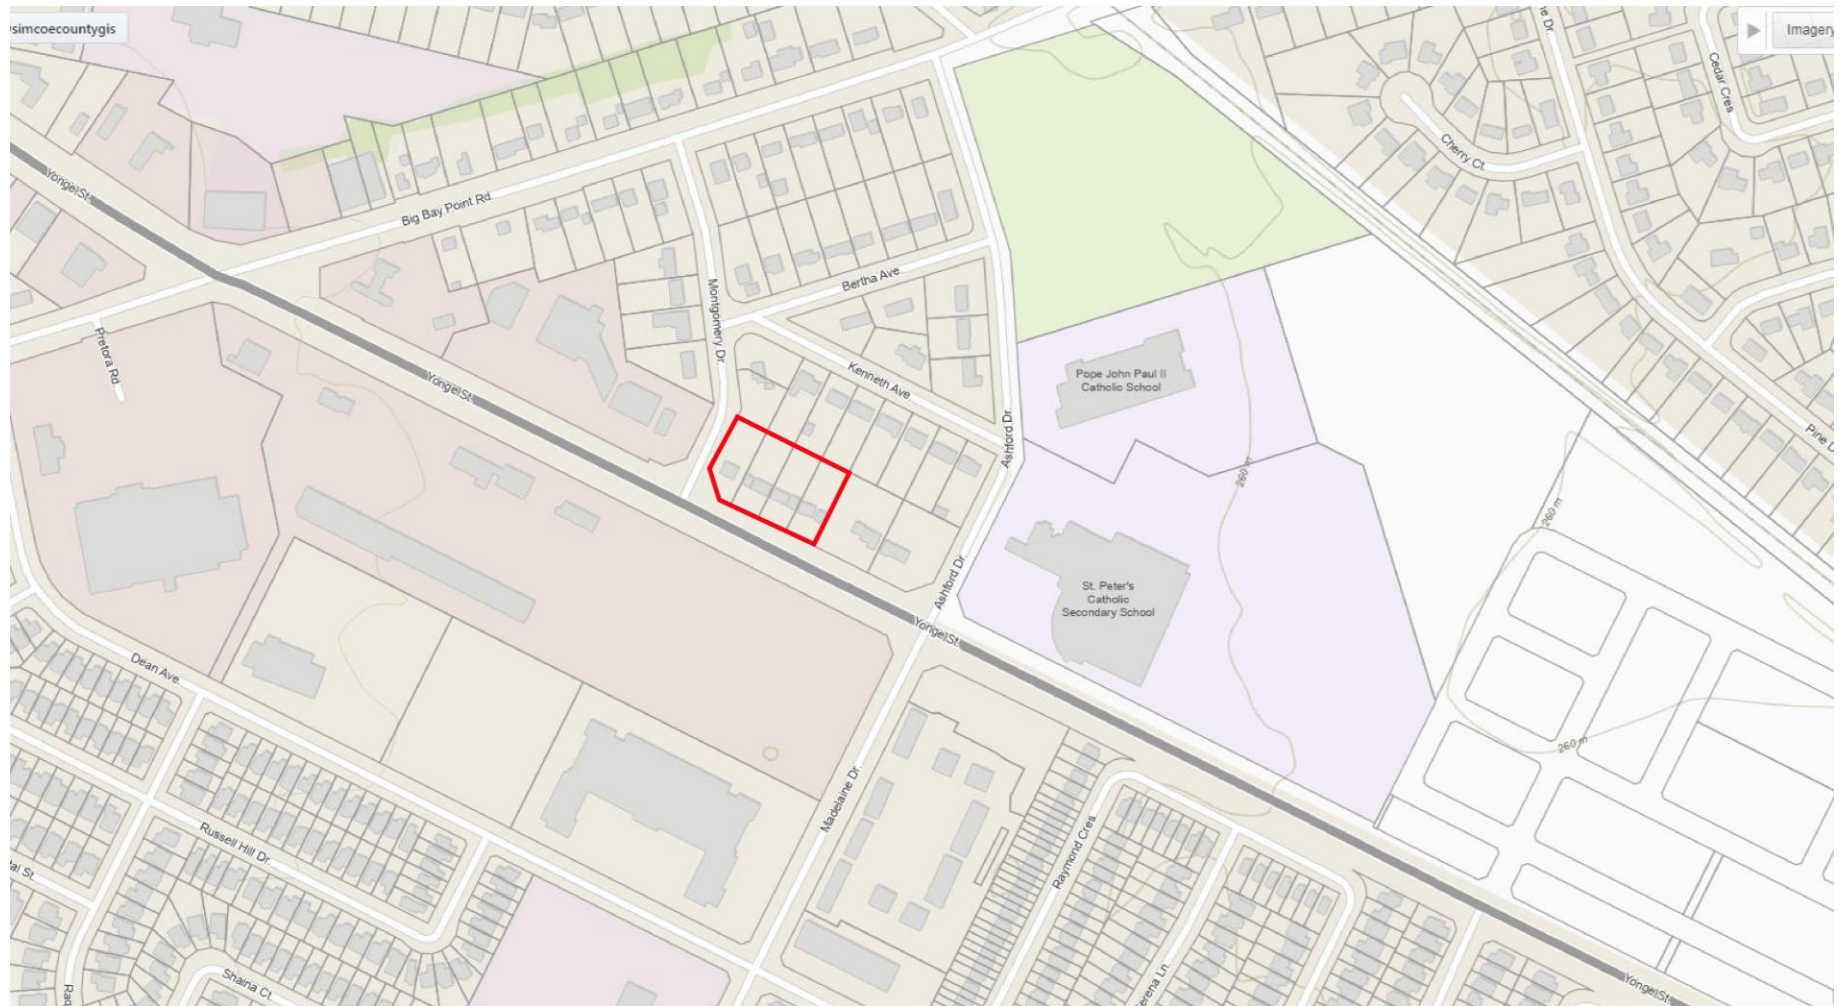 simcoecountygis
Imagery
Cedar Cres
Cherry Ct.
Yonge St.
Big Bay Point Rd
Bertha Ave
Montgomery Dr.
Pretoria Rd.
Yonge St.
Kenneth Ave.
Pope John Paul II
Catholic School
Ashford Dr.
260 m
260 m
St. Peter's
Catholic
Secondary School
Ashford Dr.
Yonge St.
Dean Ave.
Madelaine Dr.
260 m
Russell Hill Dr.
Raymond Cres.
Shaina Ct.
Yonge St.